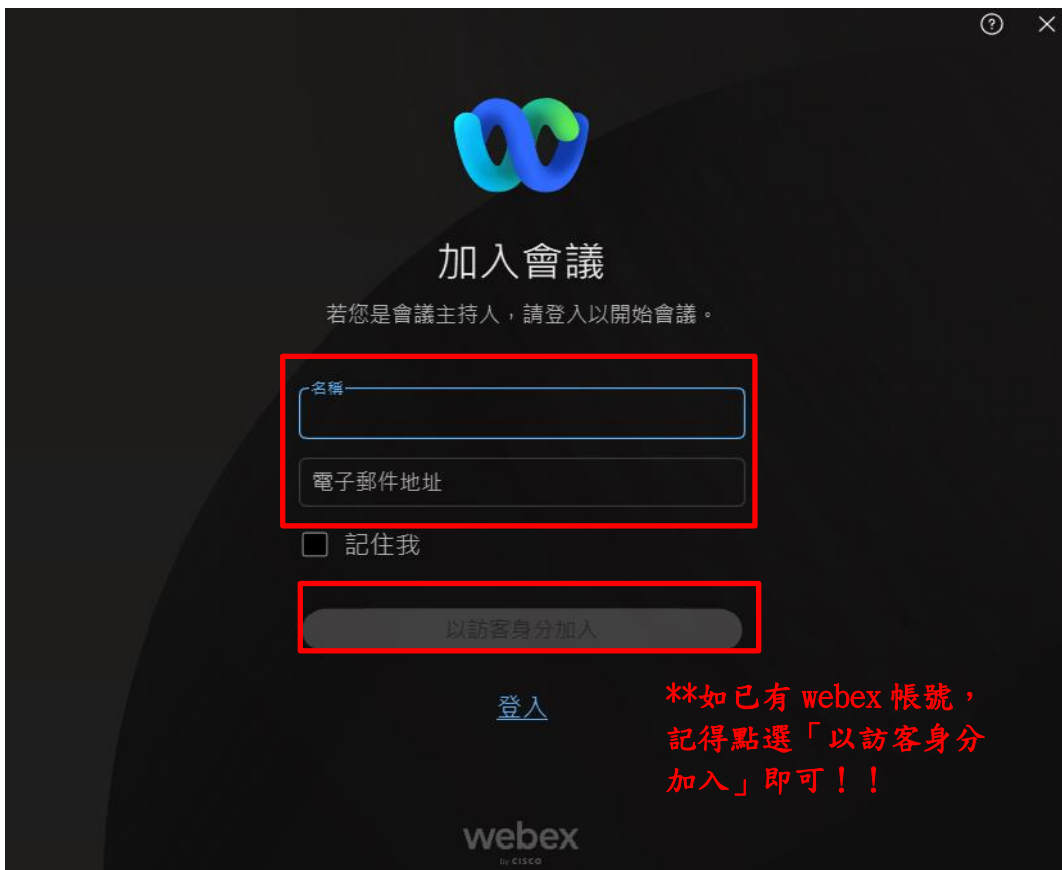 加入會議
若您是會議主持人，請登入以開始會議。
名稱
電子郵件地址
記住我
以訪客身分加入
登入
**如已有 webex 帳號，
記得點選「以訪客身分
加入」即可！！
webex
by CISCO